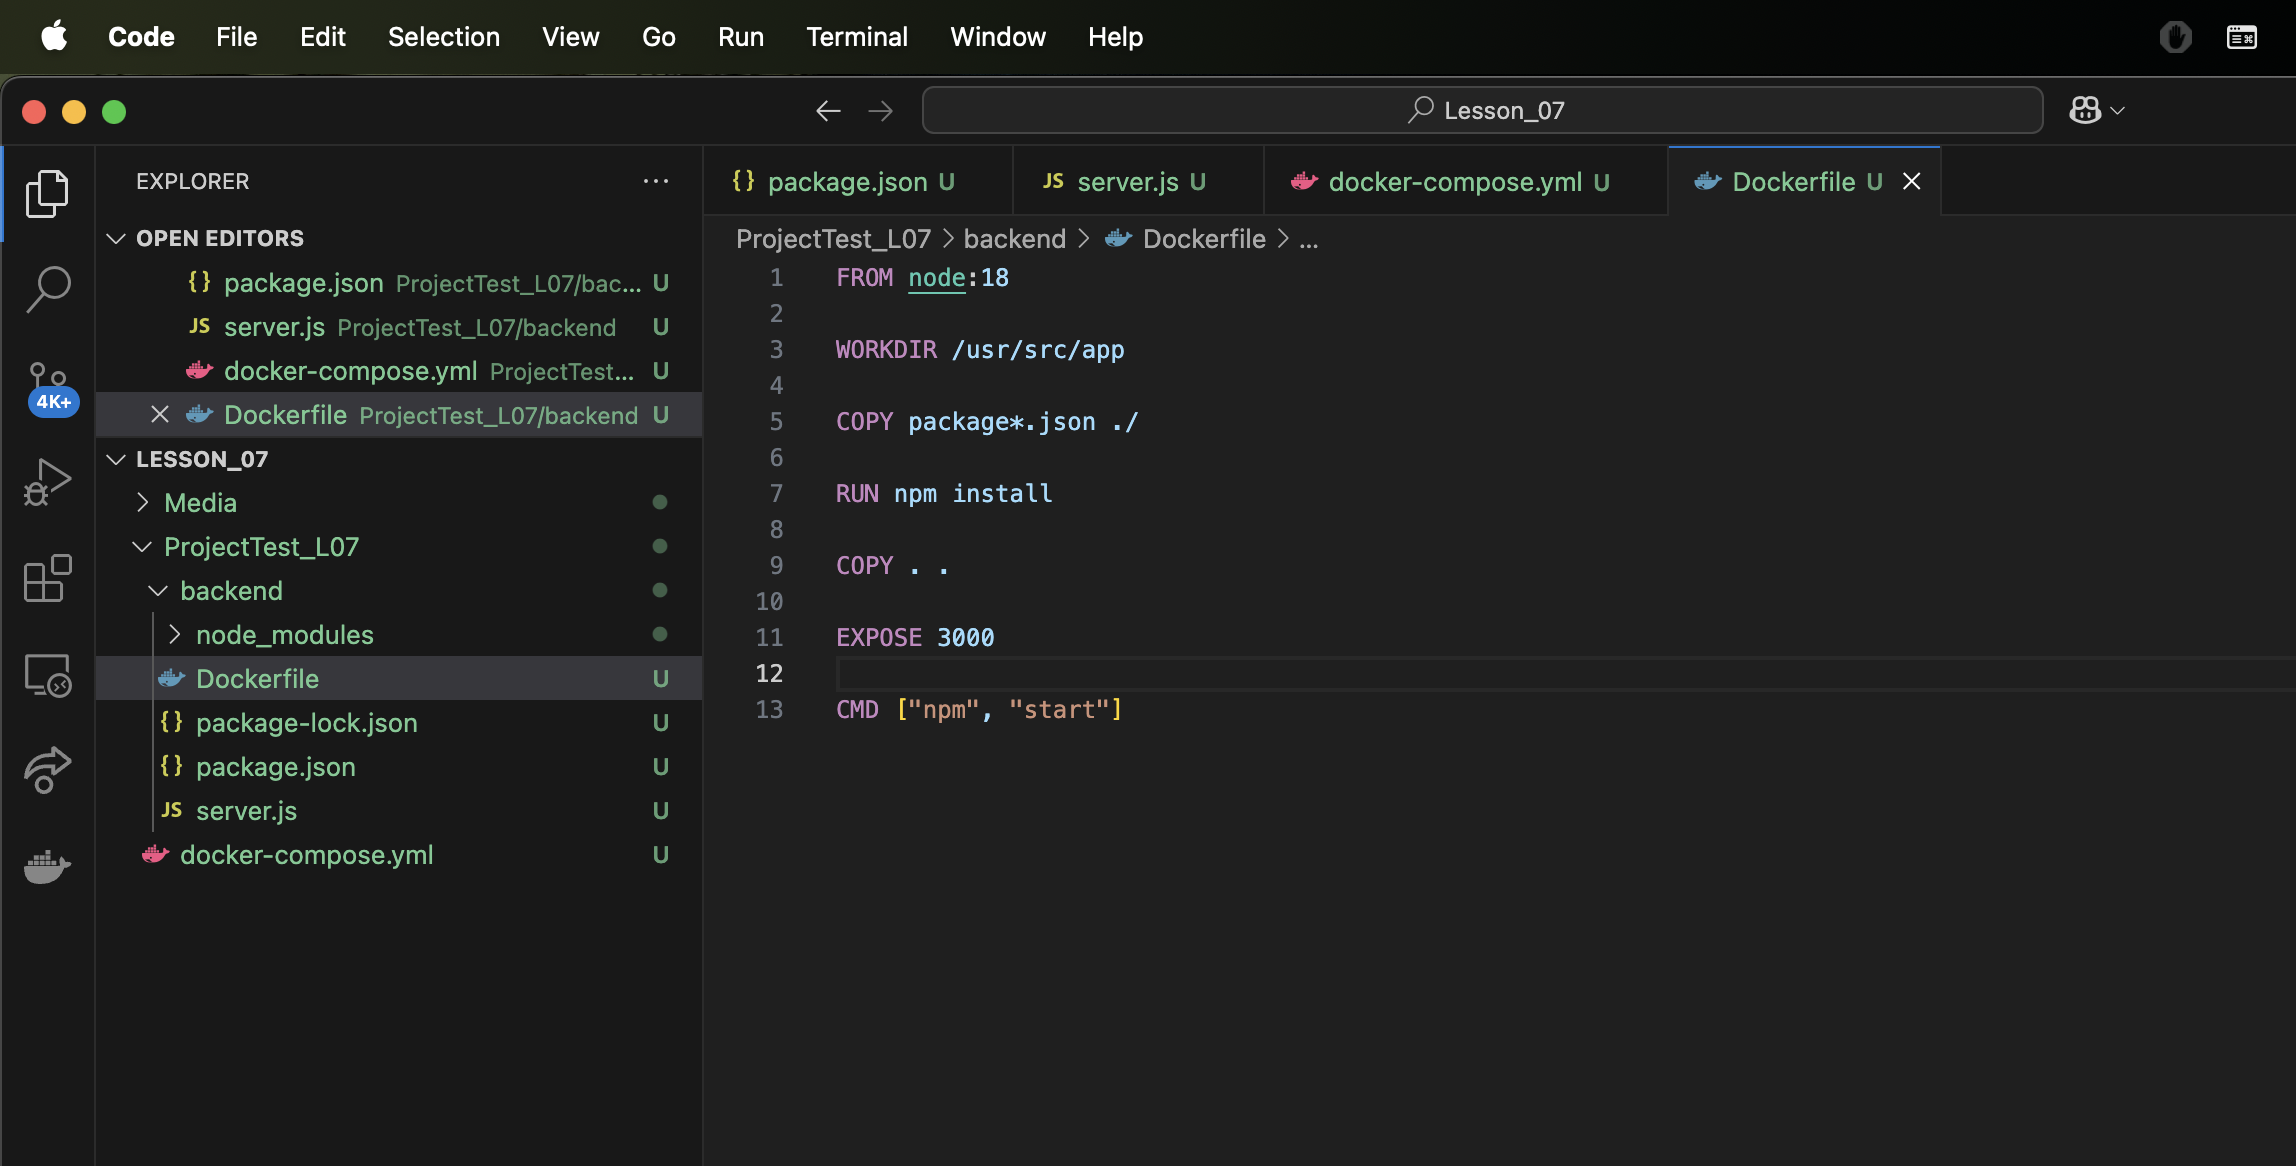 Code File Edit Selection View Go Run Terminal Window Help
Lesson_07
EXPLORER ...
OPEN EDITORS
{} package.json ProjectTest_L07/bac... U
JS server.js ProjectTest_L07/backend U
docker-compose.yml ProjectTest... U
Dockerfile ProjectTest_L07/backend U
LESSON_07
Media
ProjectTest_L07
backend
node_modules
Dockerfile U
{} package-lock.json U
{} package.json U
JS server.js U
docker-compose.yml U
4K+
{} package.json U JS server.js U docker-compose.yml U Dockerfile U
ProjectTest_L07 > backend > Dockerfile > ...
1 FROM node:18
2
3 WORKDIR /usr/src/app
4
5 COPY package*.json ./
6
7 RUN npm install
8
9 COPY . .
10
11 EXPOSE 3000
12
13 CMD ["npm", "start"]